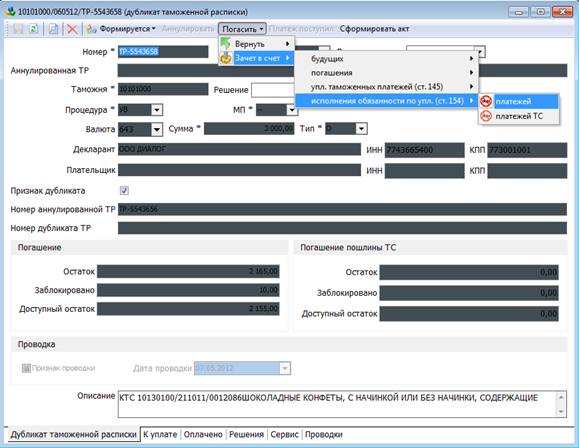 10101000/060512/ТР-5543658 (дубликат таможенной расписки)
Формируется Аннулировать Погасить Платеж поступил Сформировать акт
Номер * ТР-5543658
Вернуть
Зачет в счет
будущих
погашения
упл. таможенных платежей (ст. 145)
исполнения обязанности по упл. (ст. 154)
платежей
платежей ТС
Аннулированная ТР
Таможня * 10101000 Решение
Процедура * УВ МП * --
Валюта 643 Сумма * 3 000,00 Тип * О
Декларант ООО ДИАЛОГ ИНН 7743665400 КПП 773001001
Плательщик ИНН КПП
Признак дубликата
Номер аннулированной ТР ТР-5543656
Номер дубликата ТР
Погашение Погашение пошлины ТС
Остаток 2 165,00 Остаток 0,00
Заблокировано 10,00 Заблокировано 0,00
Доступный остаток 2 155,00 Доступный остаток 0,00
Проводка
Признак проводки Дата проводки 07.05.2012
Описание КТС 10130100/211011/0012086ШОКОЛАДНЫЕ КОНФЕТЫ, С НАЧИНКОЙ ИЛИ БЕЗ НАЧИНКИ, СОДЕРЖАЩИЕ
Дубликат таможенной расписки К уплате Оплачено Решения Сервис Проводки